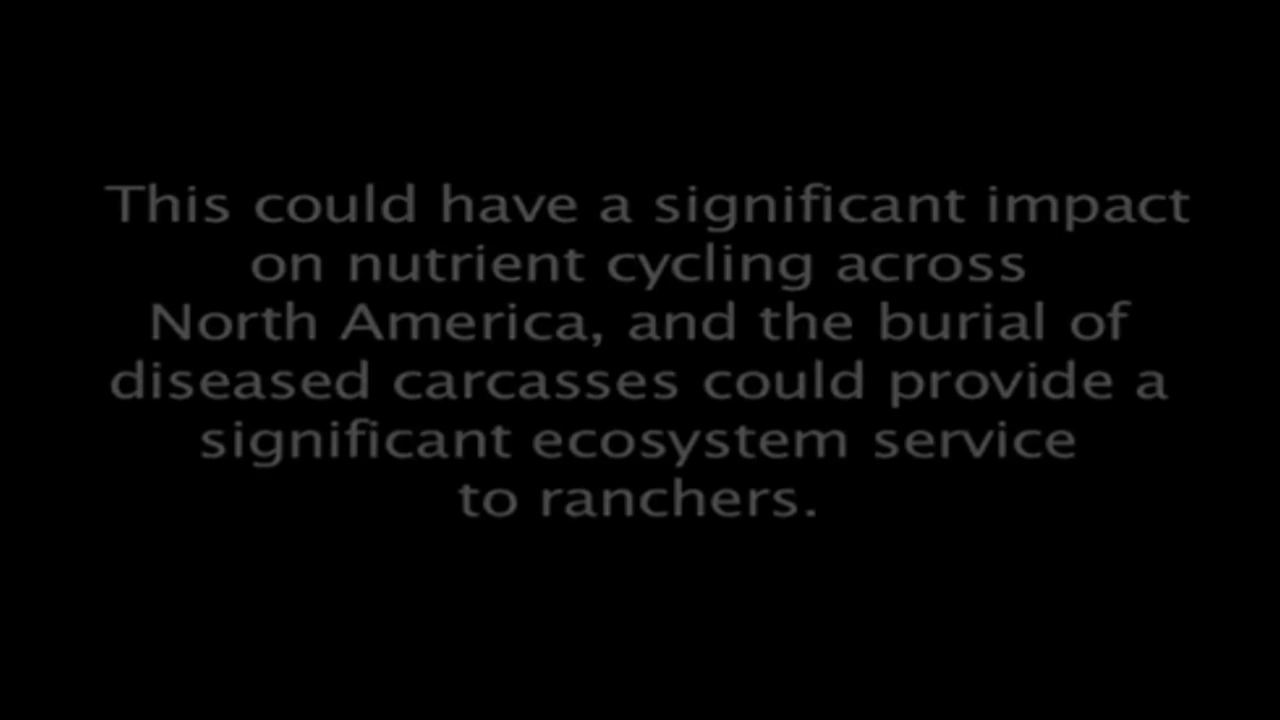 This could have a significant impact
on nutrient cycling across
North America, and the burial of
diseased carcasses could provide a
significant ecosystem service
to ranchers.